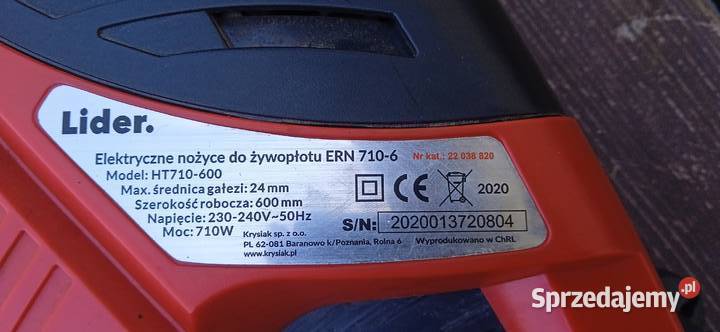 Lider.
Elektryczne nożyce do żywopłotu ERN 710-6 Nr kat.: 22 038 820
Model: HT710-600
Max. średnica gałezi: 24 mm
Szerokość robocza: 600 mm
Napięcie: 230-240V~50Hz
Moc: 710W
CE 2020
S/N: 2020013720804
Krysiak sp. z o.o.
PL 62-081 Baranowo k/Poznania, Rolna 6 Wyprodukowano w ChRL
www.krysiak.pl
Sprzedajemy.pl